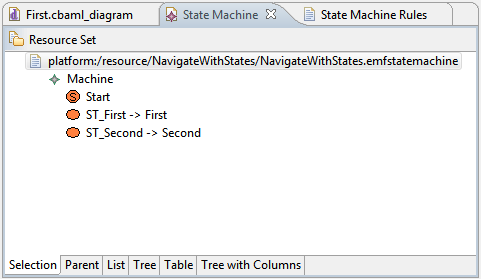 First.cbaml_diagram State Machine State Machine Rules
Resource Set
platform:/resource/NavigateWithStates/NavigateWithStates.emfstatemachine
Machine
S Start
ST_First -> First
ST_Second -> Second
Selection Parent List Tree Table Tree with Columns